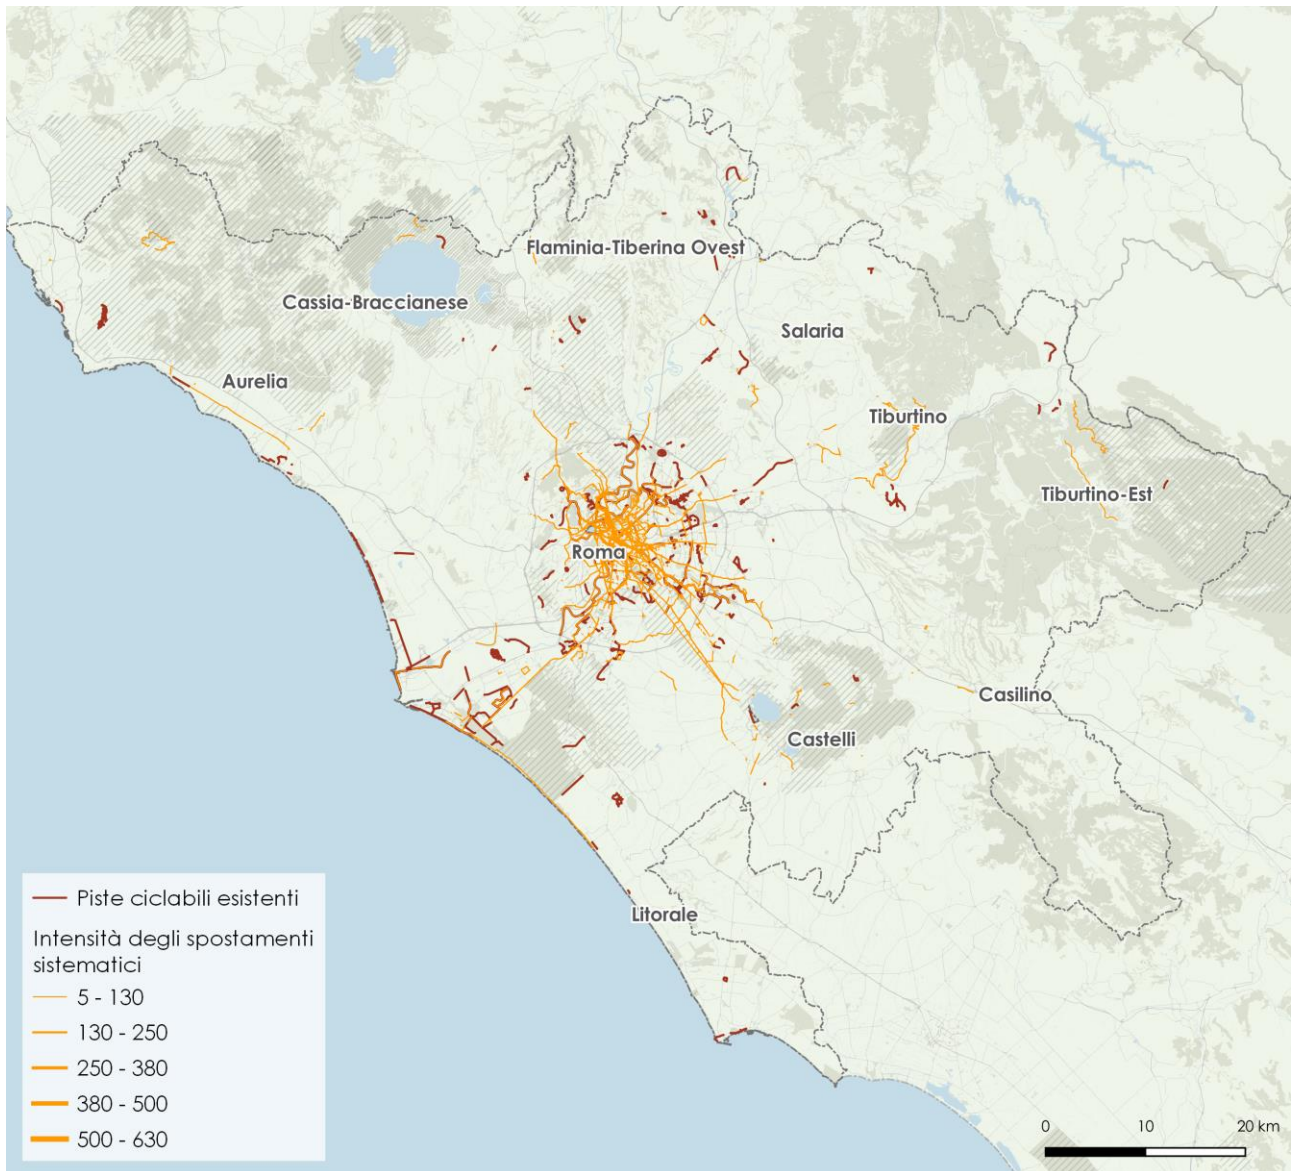 Flaminia-Tiberina Ovest
Cassia-Braccianese
Salaria
Aurelia
Tiburtino
Tiburtino-Est
Roma
Casilino
Castelli
Litorale
Piste ciclabili esistenti
Intensità degli spostamenti
sistematici
5 - 130
130 - 250
250 - 380
380 - 500
500 - 630
0 10 20 km